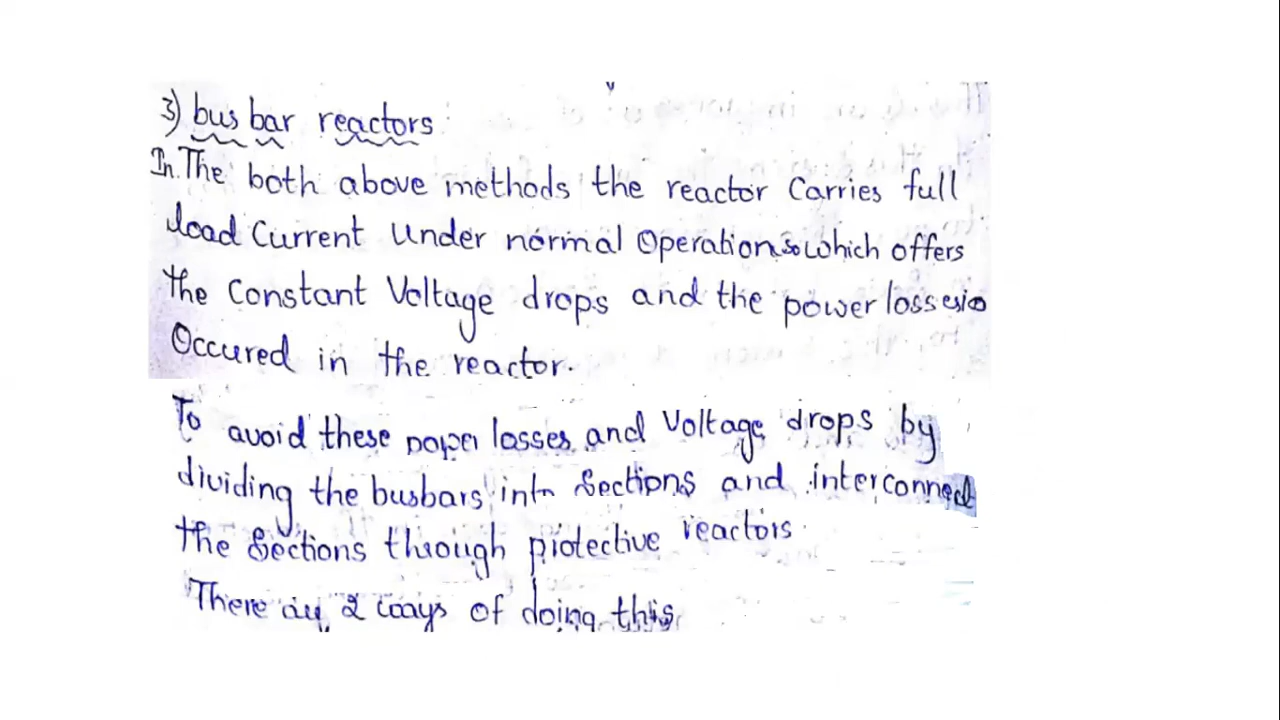 3) bus bar reactors
In The both above methods the reactor Carries full
load Current under normal Operation so which offers
the Constant Voltage drops and the power losses is
Occured in the reactor.
To avoid these power losses and Voltage drops by
dividing the busbars into Sections and interconnect
the Sections through protective reactors.
There are 2 ways of doing this